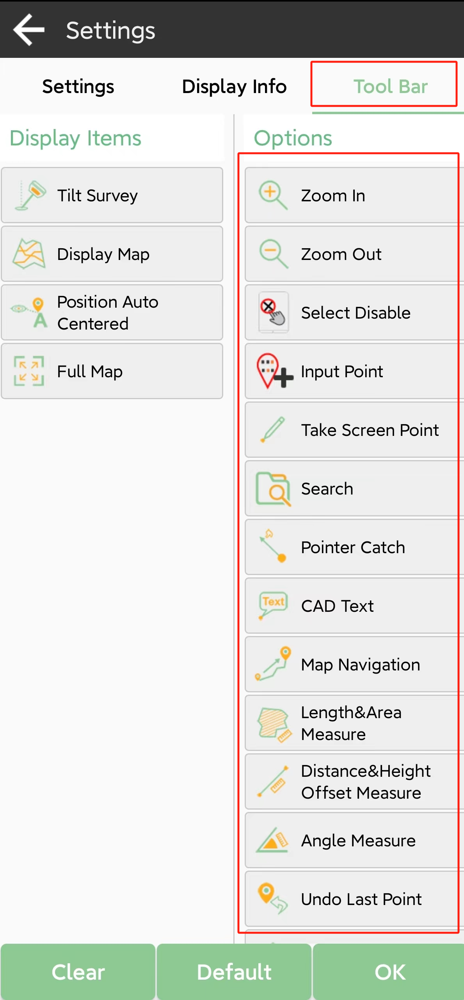 Settings
Settings
Display Info
Tool Bar
Display Items
Tilt Survey
Display Map
Position Auto
Centered
A
Full Map
Options
Zoom In
Zoom Out
Select Disable
Input Point
Take Screen Point
Search
Pointer Catch
Text
CAD Text
Map Navigation
Length&Area
Measure
Distance&Height
Offset Measure
Angle Measure
Undo Last Point
Clear
Default
OK